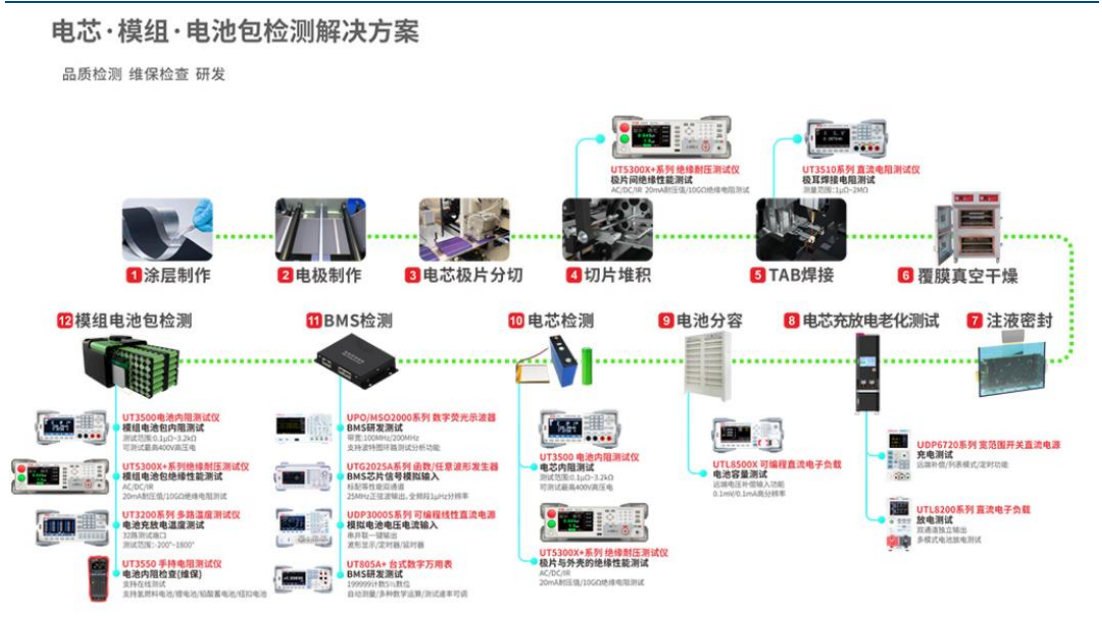 电芯·模组·电池包检测解决方案
品质检测 维保检查 研发
UT5300X+系列 绝缘耐压测试仪
极片间绝缘性能测试
AC/DC/IR 20mA耐压值/10GΩ绝缘电阻测试
UT3510系列 直流电阻测试仪
极耳焊接电阻测试
测量范围:1μΩ~2MΩ
1 涂层制作
2 电极制作
3 电芯极片分切
4 切片堆积
5 TAB焊接
6 覆膜真空干燥
12 模组电池包检测
11 BMS检测
10 电芯检测
9 电池分容
8 电芯充放电老化测试
7 注液密封
UT3500电池内阻测试仪
模组电池包内阻测试
测试范围:0.1μΩ~3.2kΩ
可测试最高400V高压电
UT5300X+系列绝缘耐压测试仪
模组电池包绝缘性能测试
AC/DC/IR
20mA耐压值/10GΩ绝缘电阻测试
UT3200系列 多路温度测试仪
电池充放电温度测试
32路测试端口
测试范围:-200°~1800°
UT3550 手持电阻测试仪
电池内阻检查(维保)
支持在线测试
支持氢燃料电池/锂电池/铅酸蓄电池/纽扣电池
UPO/MSO2000系列 数字荧光示波器
BMS研发测试
带宽:100MHz/200MHz
支持波特图环路测试分析功能
UTG2025A系列 函数/任意波形发生器
BMS芯片信号模拟输入
标配等性能双通道
25MHz正弦波输出, 全频段1μHz分辨率
UDP3000S系列 可编程线性直流电源
模拟电池电压电流输入
串并联一键输出
波形显示/定时器/延时器
UT805A+ 台式数字万用表
BMS研发测试
199999计数5½数位
自动测量/多种数学运算/测试速率可调
UT3500 电池内阻测试仪
电芯内阻测试
测试范围:0.1μΩ~3.2kΩ
可测试最高400V高压电
UT5300X+系列 绝缘耐压测试仪
极片与外壳的绝缘性能测试
AC/DC/IR
20mA耐压值/10GΩ绝缘电阻测试
UTL8500X 可编程直流电子负载
电池容量测试
远端电压补偿输入功能
0.1mV/0.1mA高分辨率
UDP6720系列 宽范围开关直流电源
充电测试
远端补偿/列表模式/定时功能
UTL8200系列 直流电子负载
放电测试
双通道独立输出
多模式电池放电测试